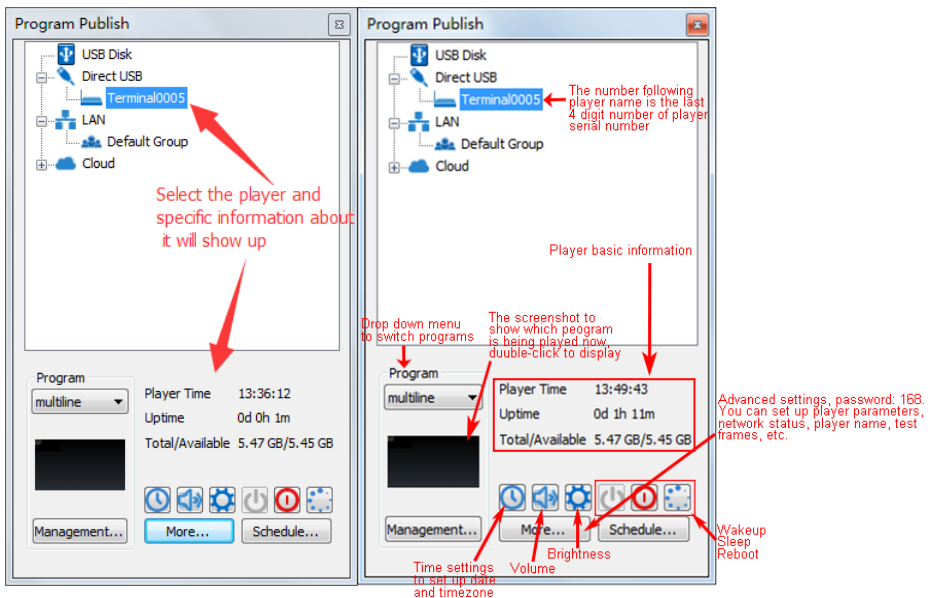 Program Publish
USB Disk
Direct USB
Terminal0005
LAN
Default Group
Cloud
Select the player and
specific information about
it will show up
Program
multiline
Player Time 13:36:12
Uptime 0d 0h 1m
Total/Available 5.47 GB/5.45 GB
Management...
More...
Schedule...
Program Publish
USB Disk
Direct USB
Terminal0005
The number following
player name is the last
4 digit number of player
serial number
LAN
Default Group
Cloud
Player basic information
Drop down menu
to switch programs
The screenshot to
show which peogram
is being played now,
duuble-click to display
Program
multiline
Player Time 13:49:43
Uptime 0d 1h 11m
Total/Available 5.47 GB/5.45 GB
Advanced settings, password: 168.
You can set up player parameters,
network status, player name, test
frames, etc.
Management...
More...
Schedule...
Wakeup
Sleep
Reboot
Brightness
Volume
Time settings
to set up date
and timezone